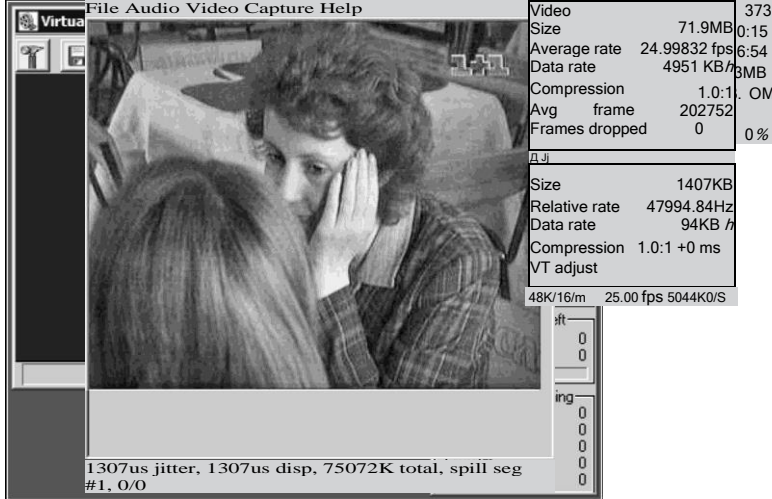 Virtua
File Audio Video Capture Help
Video 373
Size 71.9MB 0:15
Average rate 24.99832 fps 6:54
Data rate 4951 KB/h 3MB
Compression 1.0:1 . OM
Avg frame 202752
Frames dropped 0 0 %
Д Jj
Size 1407KB
Relative rate 47994.84Hz
Data rate 94KB h
Compression 1.0:1 +0 ms
VT adjust
48K/16/m 25.00 fps 5044K0/S
eft
0
0
ing
0
0
0
0
0
1307us jitter, 1307us disp, 75072K total, spill seg
#1, 0/0